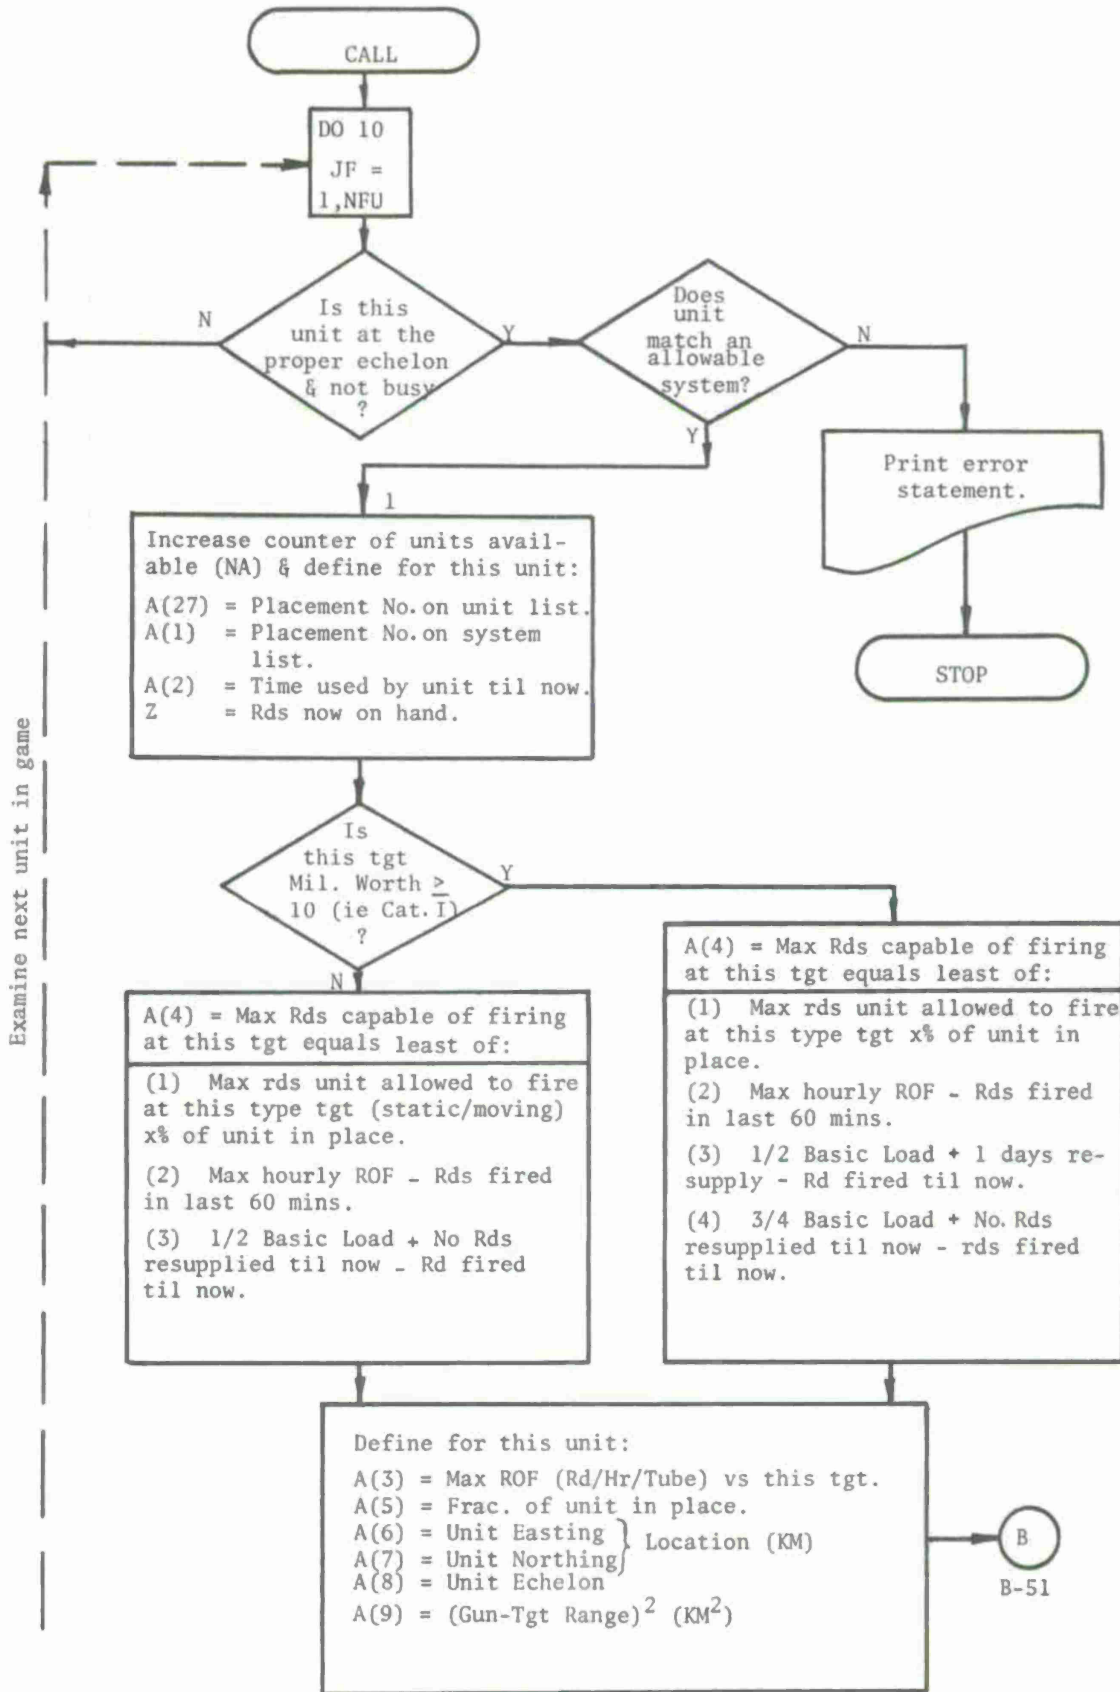 CALL
DO 10
JF =
1,NFU
Is this
unit at the
proper echelon
& not busy
?
N
Y
Does
unit
match an
allowable
system?
N
Y
Print error
statement.
STOP
1
Increase counter of units avail-
able (NA) & define for this unit:
A(27) = Placement No. on unit list.
A(1) = Placement No. on system
list.
A(2) = Time used by unit til now.
Z = Rds now on hand.
Examine next unit in game
Is
this tgt
Mil. Worth ≥
10 (ie Cat. I)
?
Y
N
A(4) = Max Rds capable of firing
at this tgt equals least of:
(1) Max rds unit allowed to fire
at this type tgt (static/moving)
x% of unit in place.
(2) Max hourly ROF - Rds fired
in last 60 mins.
(3) 1/2 Basic Load + No Rds
resupplied til now - Rd fired
til now.
A(4) = Max Rds capable of firing
at this tgt equals least of:
(1) Max rds unit allowed to fire
at this type tgt x% of unit in
place.
(2) Max hourly ROF - Rds fired
in last 60 mins.
(3) 1/2 Basic Load + 1 days re-
supply - Rd fired til now.
(4) 3/4 Basic Load + No. Rds
resupplied til now - rds fired
til now.
Define for this unit:
A(3) = Max ROF (Rd/Hr/Tube) vs this tgt.
A(5) = Frac. of unit in place.
A(6) = Unit Easting
A(7) = Unit Northing } Location (KM)
A(8) = Unit Echelon
A(9) = (Gun-Tgt Range)² (KM²)
B
B-51